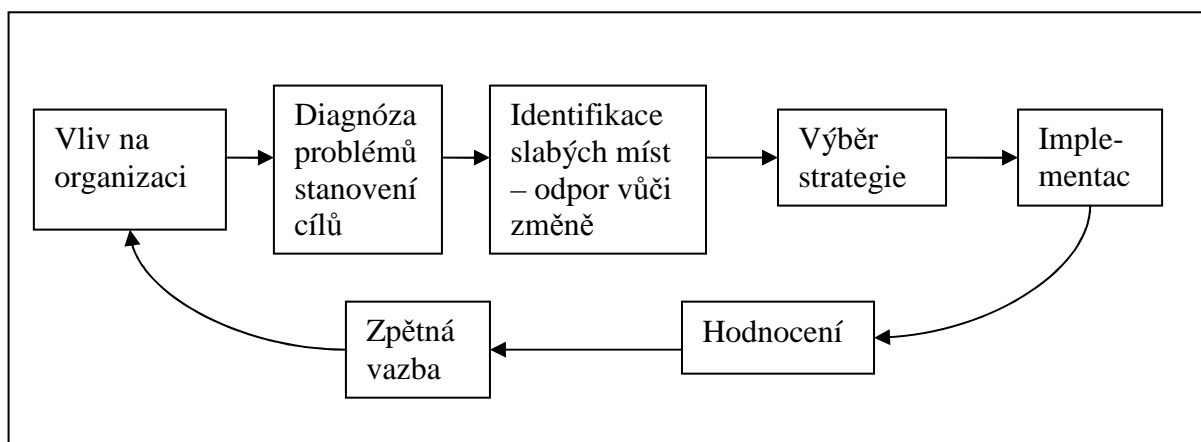 Vliv na
organizaci
Diagnóza
problémů
stanovení
cílů
Identifikace
slabých míst
– odpor vůči
změně
Výběr
strategie
Imple-
mentac
Hodnocení
Zpětná
vazba